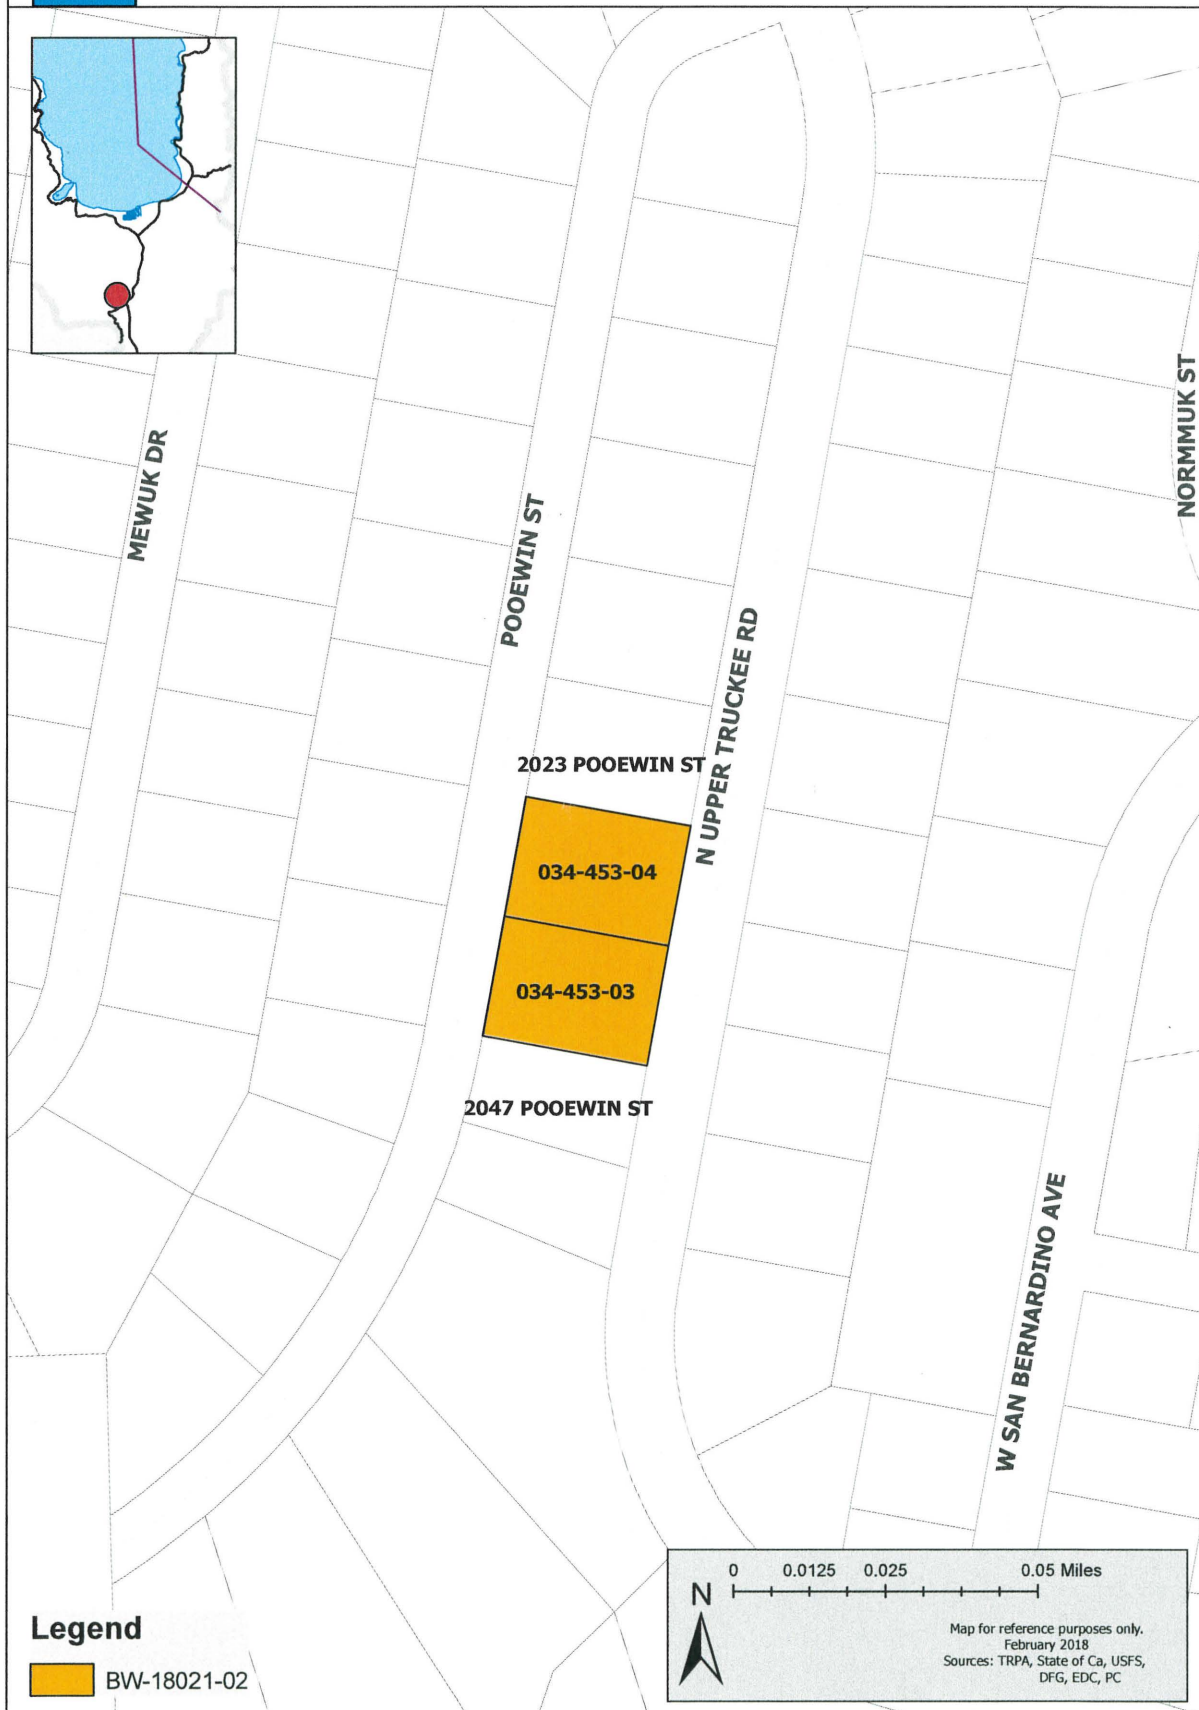 MEWUK DR
POOEWIN ST
NORMMUK ST
N UPPER TRUCKEE RD
2023 POOEWIN ST
034-453-04
034-453-03
2047 POOEWIN ST
W SAN BERNARDINO AVE
0 0.0125 0.025 0.05 Miles
N
Map for reference purposes only.
February 2018
Sources: TRPA, State of Ca, USFS,
DFG, EDC, PC
Legend
BW-18021-02